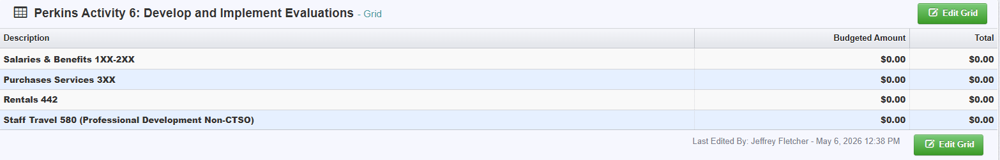 Perkins Activity 6: Develop and Implement Evaluations - Grid Edit Grid
Description Budgeted Amount Total
Salaries & Benefits 1XX-2XX $0.00 $0.00
Purchases Services 3XX $0.00 $0.00
Rentals 442 $0.00 $0.00
Staff Travel 580 (Professional Development Non-CTSO) $0.00 $0.00
Last Edited By: Jeffrey Fletcher - May 6, 2026 12:38 PM Edit Grid